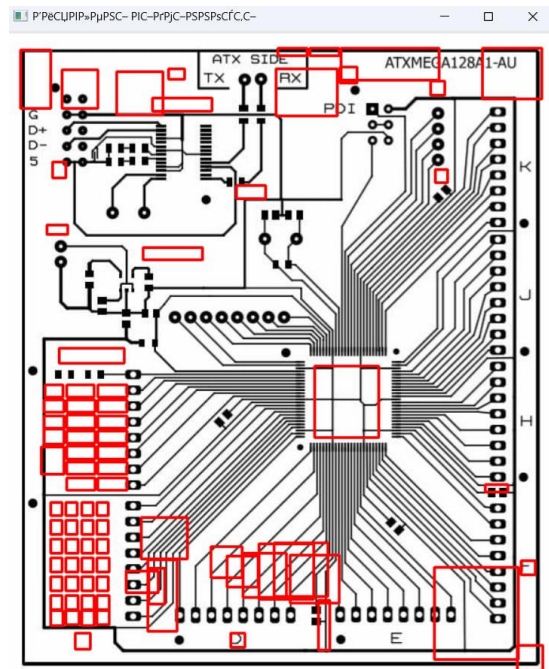 ATX SIDE
ATXMEGA128A1-AU
TX RX
PDI
G
D+
D-
5
K
J
H
D
E